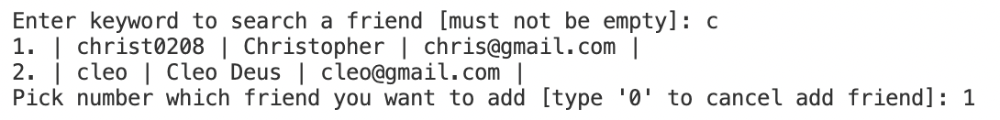 Enter keyword to search a friend [must not be empty]: c
1. | christ0208 | Christopher | chris@gmail.com |
2. | cleo | Cleo Deus | cleo@gmail.com |
Pick number which friend you want to add [type '0' to cancel add friend]: 1